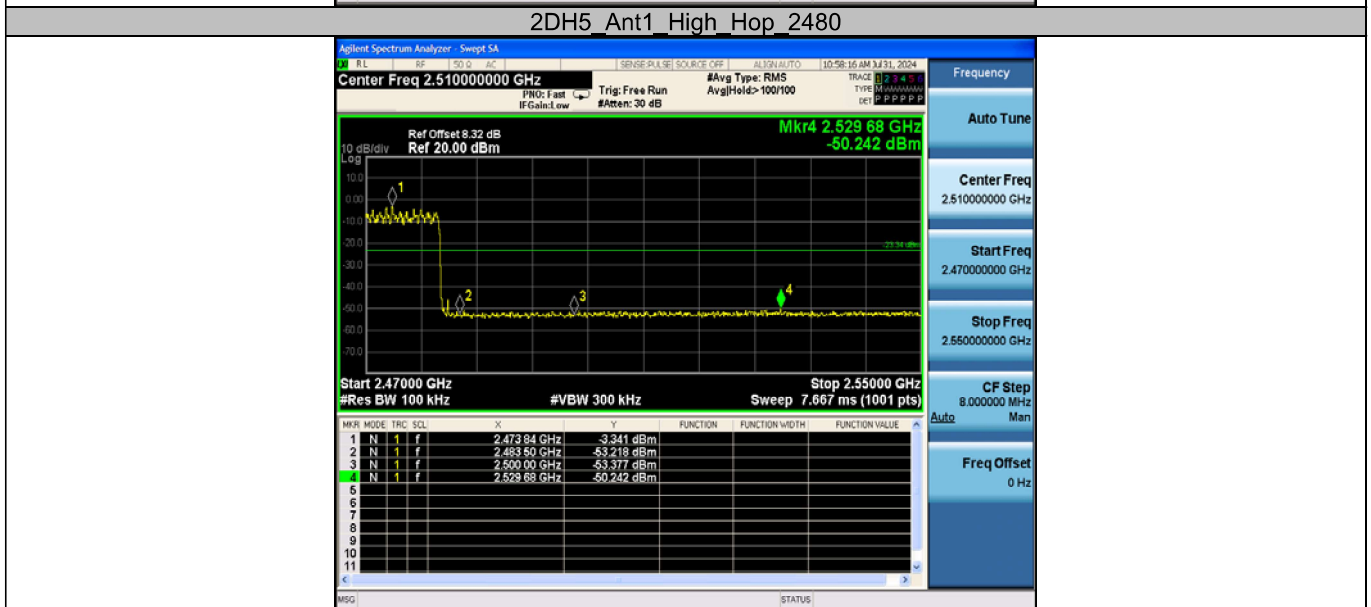 2DH5_Ant1_High_Hop_2480
Agilent Spectrum Analyzer - Swept SA
RL RF 50 Ω AC SENSE:PULSE SOURCE OFF ALIGN AUTO 10:58:16 AM Jul 31, 2024
Center Freq 2.510000000 GHz
PNO: Fast
IFGain:Low
Trig: Free Run
#Atten: 30 dB
#Avg Type: RMS
Avg|Hold:>100/100
TRACE 1 2 3 4 5 6
TYPE M
DET P P P P P P
Ref Offset 8.32 dB
Ref 20.00 dBm
10 dB/div
Log
Mkr4 2.529 68 GHz
-50.242 dBm
10.0
0.00
-10.0
-20.0
-30.0
-40.0
-50.0
-60.0
-70.0
1
2
3
4
-23.34 dBm
Start 2.47000 GHz
#Res BW 100 kHz
#VBW 300 kHz
Stop 2.55000 GHz
Sweep 7.667 ms (1001 pts)
MKR MODE TRC SCL X Y FUNCTION FUNCTION WIDTH FUNCTION VALUE
1 N 1 f 2.473 84 GHz -3.341 dBm
2 N 1 f 2.483 50 GHz -53.218 dBm
3 N 1 f 2.500 00 GHz -53.377 dBm
4 N 1 f 2.529 68 GHz -50.242 dBm
5
6
7
8
9
10
11
MSG STATUS
Frequency
Auto Tune
Center Freq
2.510000000 GHz
Start Freq
2.470000000 GHz
Stop Freq
2.550000000 GHz
CF Step
8.000000 MHz
Auto Man
Freq Offset
0 Hz